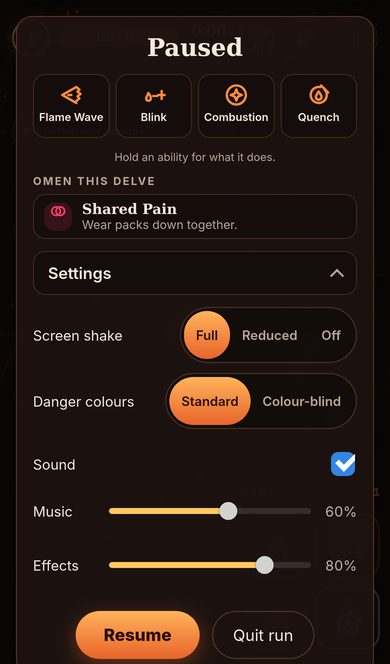 Paused
Flame Wave
Blink
Combustion
Quench
Hold an ability for what it does.
OMEN THIS DELVE
Shared Pain
Wear packs down together.
Settings
Screen shake
Full
Reduced
Off
Danger colours
Standard
Colour-blind
Sound
Music
60%
Effects
80%
Resume
Quit run